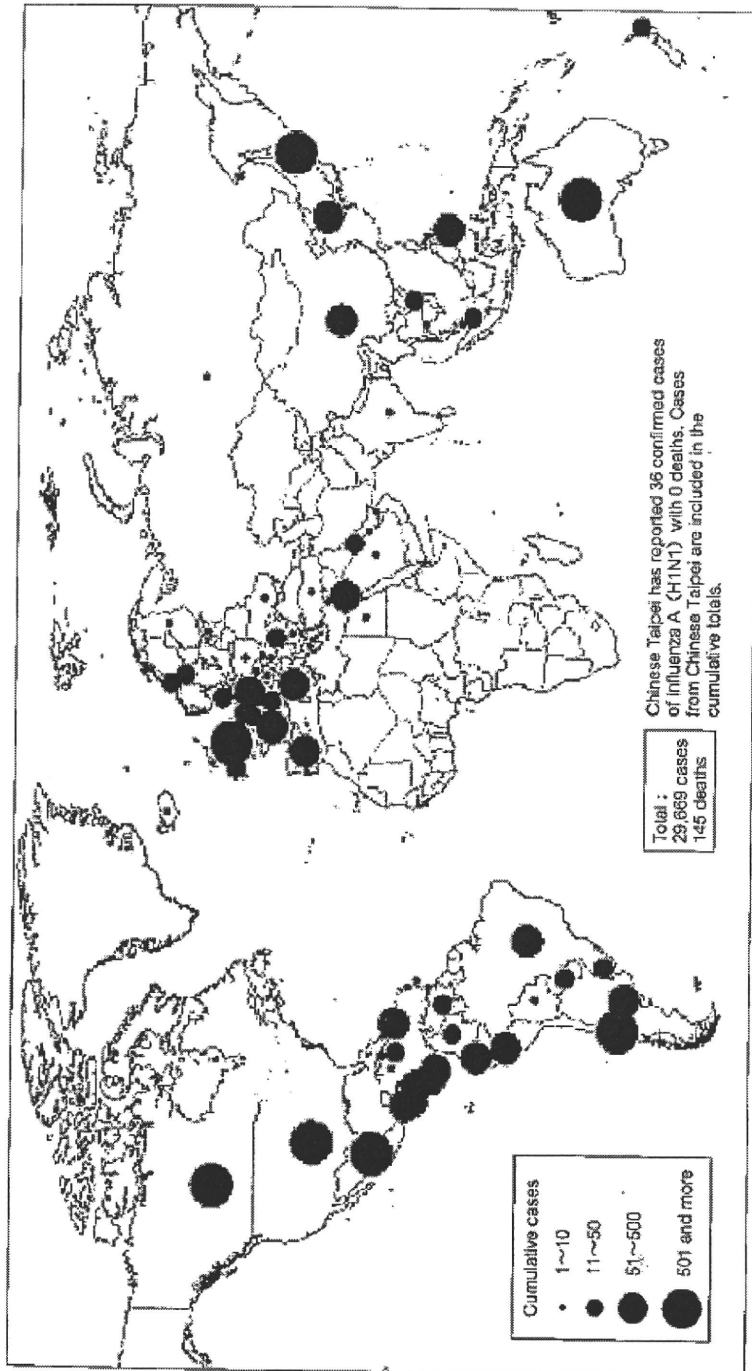 Cumulative cases
1~10
11~50
51~500
501 and more
Total :
29,669 cases
145 deaths
Chinese Taipei has reported 36 confirmed cases
of influenza A (H1N1) with 0 deaths. Cases
from Chinese Taipei are included in the
cumulative totals.